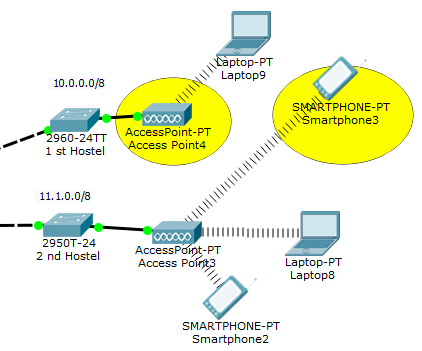 Laptop-PT
Laptop9
10.0.0.0/8
SMARTPHONE-PT
Smartphone3
2960-24TT
1 st Hostel
AccessPoint-PT
Access Point4
11.1.0.0/8
2950T-24
2 nd Hostel
AccessPoint-PT
Access Point3
Laptop-PT
Laptop8
SMARTPHONE-PT
Smartphone2